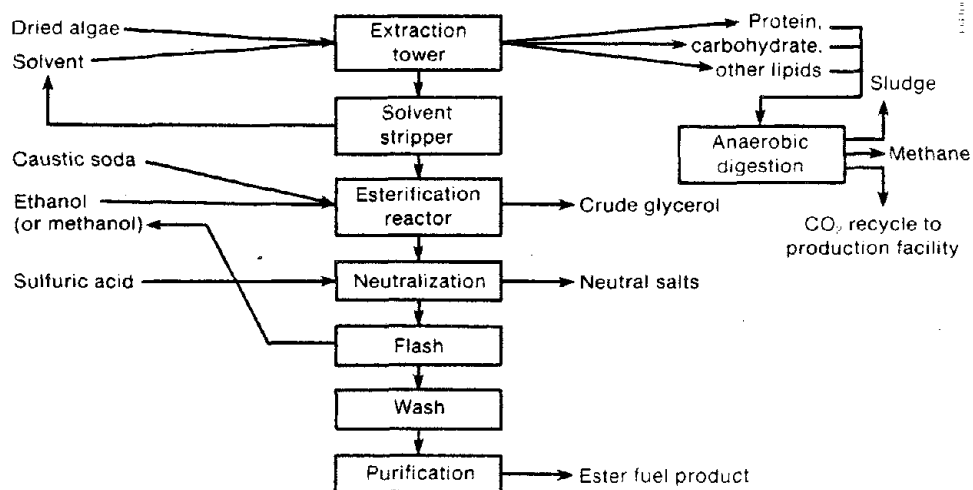 Dried algae
Solvent
Extraction
tower
Protein,
carbohydrate.
other lipids
Solvent
stripper
Sludge
Anaerobic
digestion
Methane
CO₂ recycle to
production facility
Caustic soda
Ethanol
(or methanol)
Esterification
reactor
Crude glycerol
Sulfuric acid
Neutralization
Neutral salts
Flash
Wash
Purification
Ester fuel product